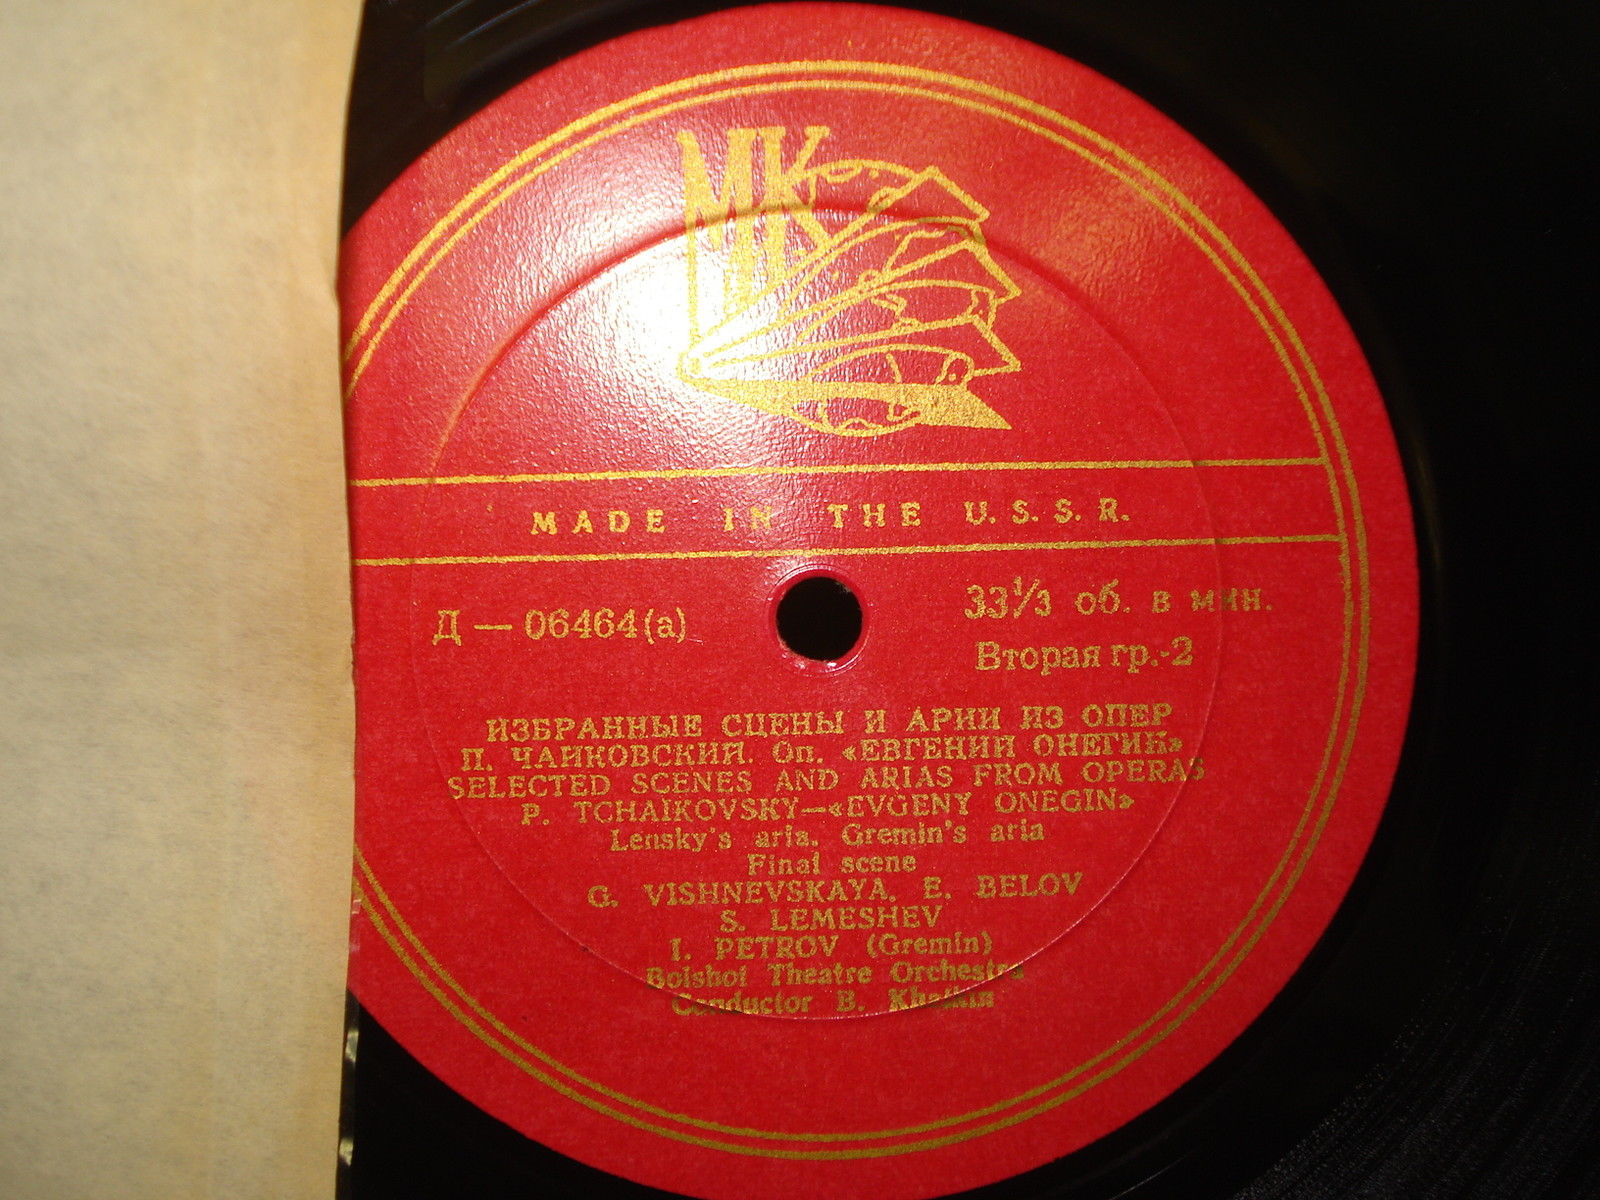 МК
MADE IN THE U.S.S.R.
Д — 06464(а)
33⅓ об. в мин.
Вторая гр.-2
ИЗБРАННЫЕ СЦЕНЫ И АРИИ ИЗ ОПЕР
П. ЧАЙКОВСКИЙ. Оп. «ЕВГЕНИЙ ОНЕГИН»
SELECTED SCENES AND ARIAS FROM OPERAS
P. TCHAIKOVSKY—«EVGENY ONEGIN»
Lensky's aria. Gremin's aria
Final scene
G. VISHNEVSKAYA. E. BELOV
S. LEMESHEV
I. PETROV (Gremin)
Bolshoi Theatre Orchestra
Conductor B. Khaikin